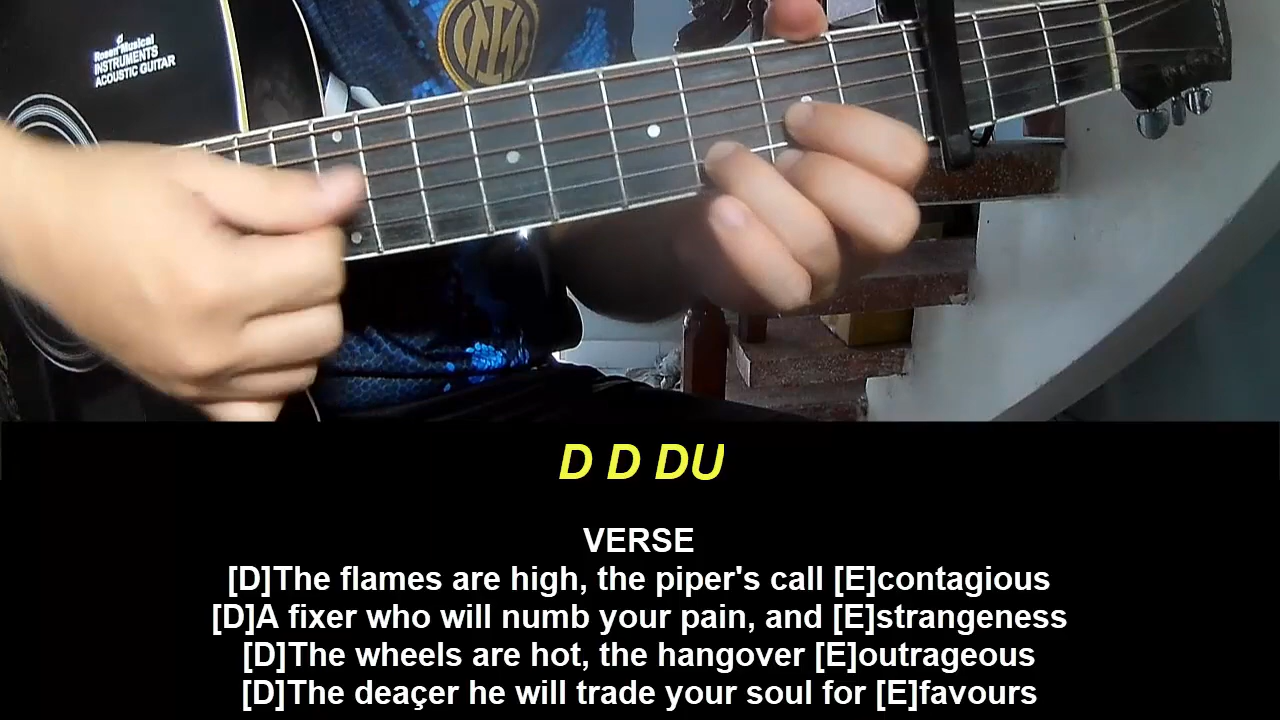 Rosen Musical
INSTRUMENTS
ACOUSTIC GUITAR
D D DU
VERSE
[D]The flames are high, the piper's call [E]contagious
[D]A fixer who will numb your pain, and [E]strangeness
[D]The wheels are hot, the hangover [E]outrageous
[D]The deaçer he will trade your soul for [E]favours